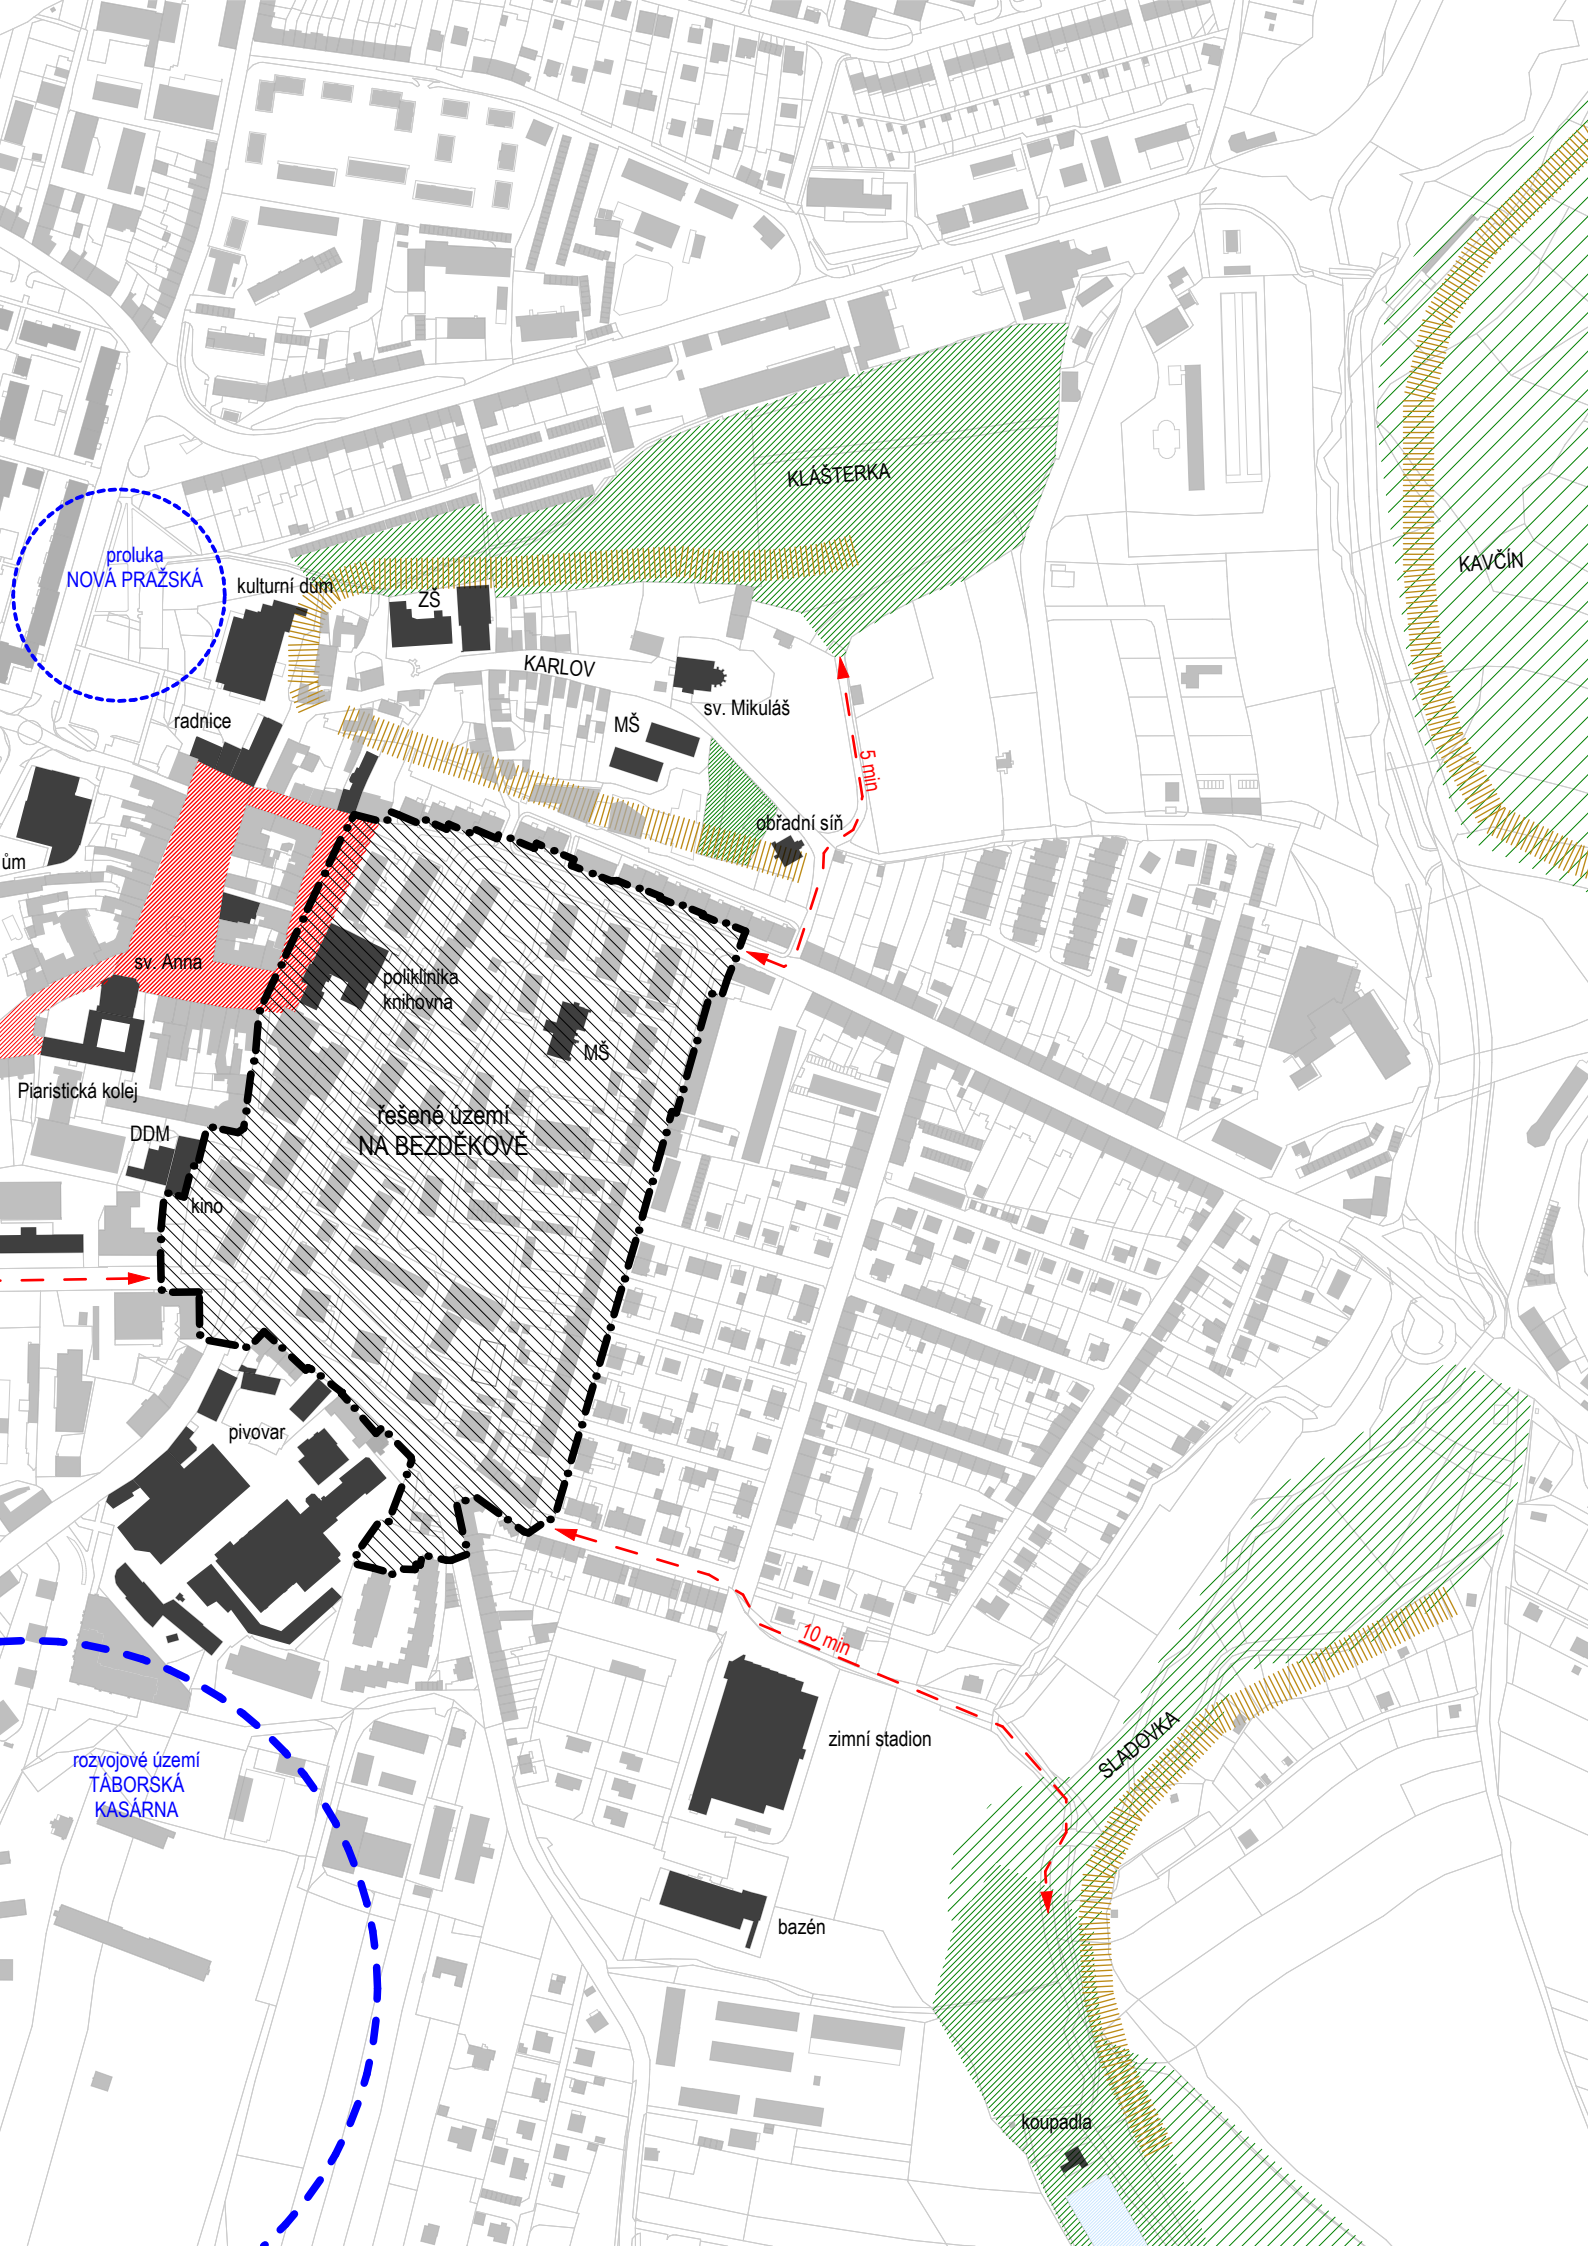 KLÁŠTERKA
proluka
NOVÁ PRAŽSKÁ
KAVČÍN
kulturní dům
ZŠ
KARLOV
sv. Mikuláš
radnice
MŠ
5 min
obřadní síň
ům
sv. Anna
poliklinika
knihovna
MŠ
Piaristická kolej
řešené území
NA BEZDĚKOVĚ
DDM
kino
pivovar
10 min
zimní stadion
SLADOVKA
rozvojové území
TÁBORSKÁ
KASÁRNA
bazén
koupadla